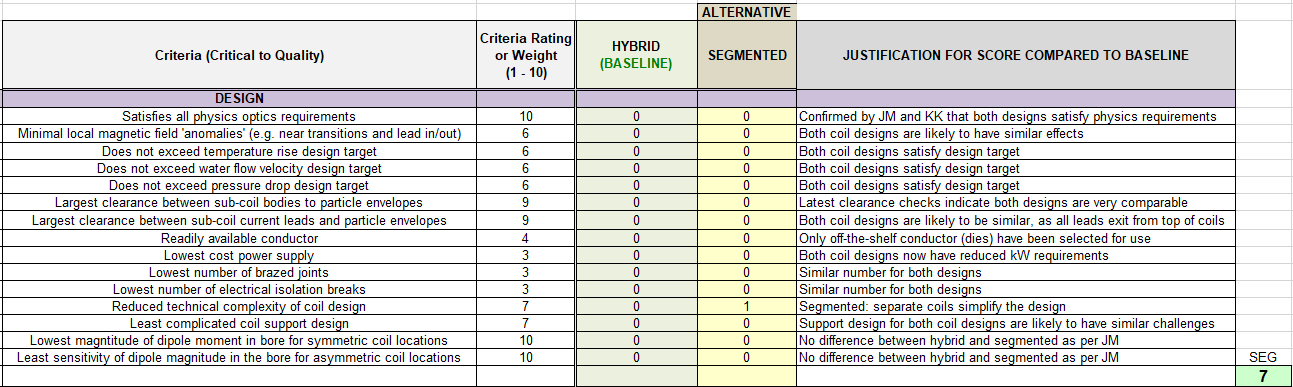 ALTERNATIVE
Criteria (Critical to Quality) Criteria Rating or Weight (1 - 10) HYBRID (BASELINE) SEGMENTED JUSTIFICATION FOR SCORE COMPARED TO BASELINE
DESIGN
Satisfies all physics optics requirements 10 0 0 Confirmed by JM and KK that both designs satisfy physics requirements
Minimal local magnetic field 'anomalies' (e.g. near transitions and lead in/out) 6 0 0 Both coil designs are likely to have similar effects
Does not exceed temperature rise design target 6 0 0 Both coil designs satisfy design target
Does not exceed water flow velocity design target 6 0 0 Both coil designs satisfy design target
Does not exceed pressure drop design target 6 0 0 Both coil designs satisfy design target
Largest clearance between sub-coil bodies to particle envelopes 9 0 0 Latest clearance checks indicate both designs are very comparable
Largest clearance between sub-coil current leads and particle envelopes 9 0 0 Both coil designs are likely to be similar, as all leads exit from top of coils
Readily available conductor 4 0 0 Only off-the-shelf conductor (dies) have been selected for use
Lowest cost power supply 3 0 0 Both coil designs now have reduced kW requirements
Lowest number of brazed joints 3 0 0 Similar number for both designs
Lowest number of electrical isolation breaks 3 0 0 Similar number for both designs
Reduced technical complexity of coil design 7 0 1 Segmented: separate coils simplify the design
Least complicated coil support design 7 0 0 Support design for both coil designs are likely to have similar challenges
Lowest magntitude of dipole moment in bore for symmetric coil locations 10 0 0 No difference between hybrid and segmented as per JM
Least sensitivity of dipole magnitude in the bore for asymmetric coil locations 10 0 0 No difference between hybrid and segmented as per JM SEG
7